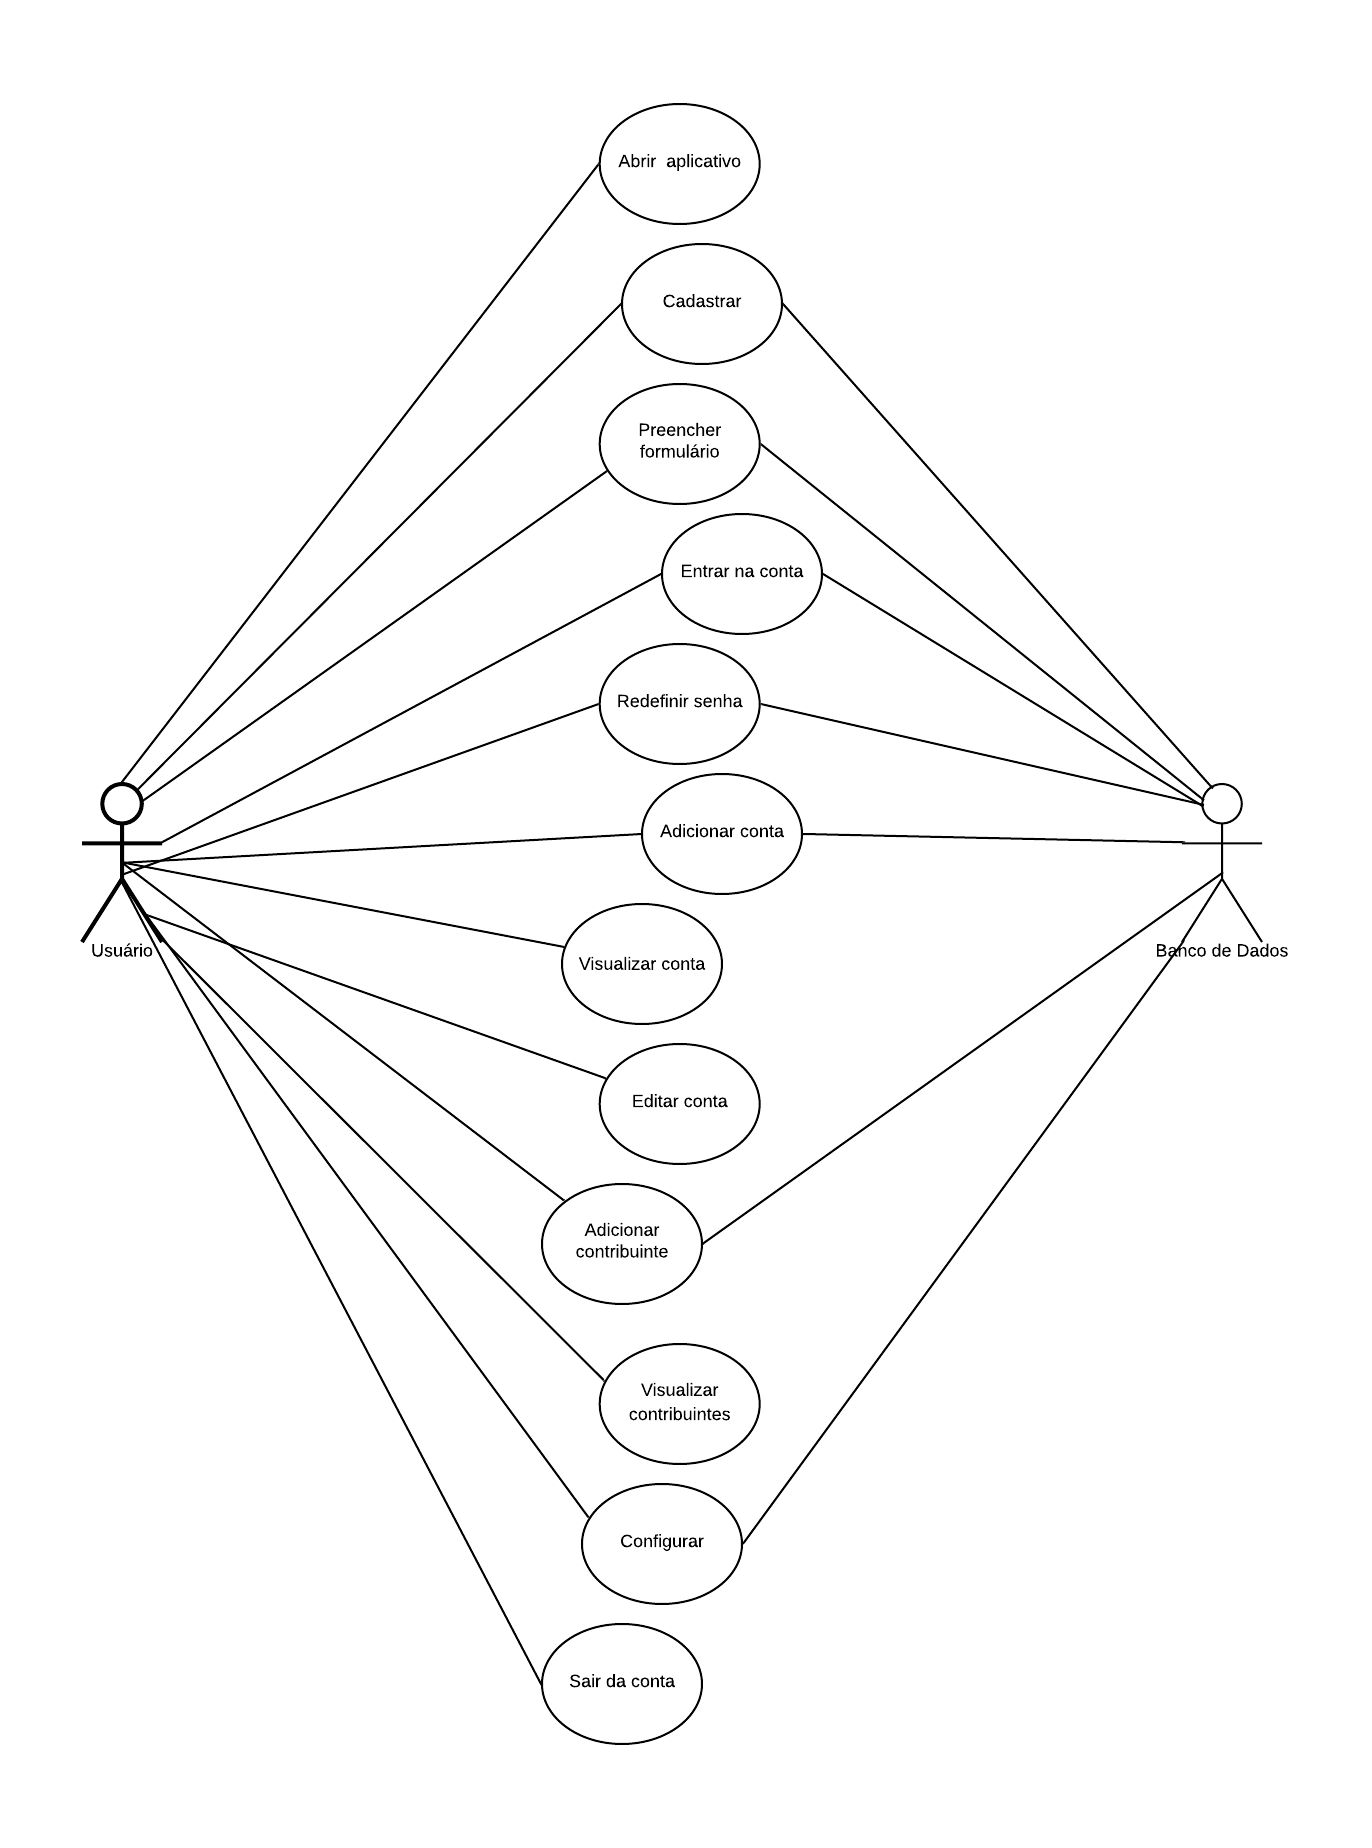 Abrir  aplicativo
Cadastrar
Preencher
formulário
Entrar na conta
Redefinir senha
Adicionar conta
Usuário
Banco de Dados
Visualizar conta
Editar conta
Adicionar
contribuinte
Visualizar
contribuintes
Configurar
Sair da conta